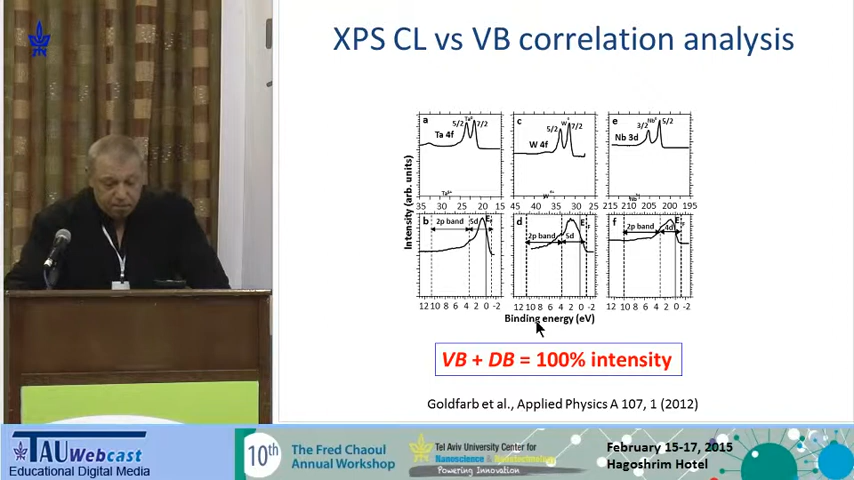 XPS CL vs VB correlation analysis
a
Ta 4f
5/2
7/2
c
W 4f
5/2
7/2
e
Nb 3d
3/2
5/2
35 30 25 20 15
45 40 35 30 25
215 210 205 200 195
Intensity (arb. units)
b
2p band
5d
d
2p band
5d
f
2p band
4d
12 10 8 6 4 2 0 -2
12 10 8 6 4 2 0 -2
12 10 8 6 4 2 0 -2
Binding energy (eV)
VB + DB = 100% intensity
Goldfarb et al., Applied Physics A 107, 1 (2012)
TAU Webcast
Educational Digital Media
10th
The Fred Chaoul
Annual Workshop
Tel Aviv University Center for
Nanoscience & Nanotechnology
Powering Innovation
February 15-17, 2015
Hagoshrim Hotel